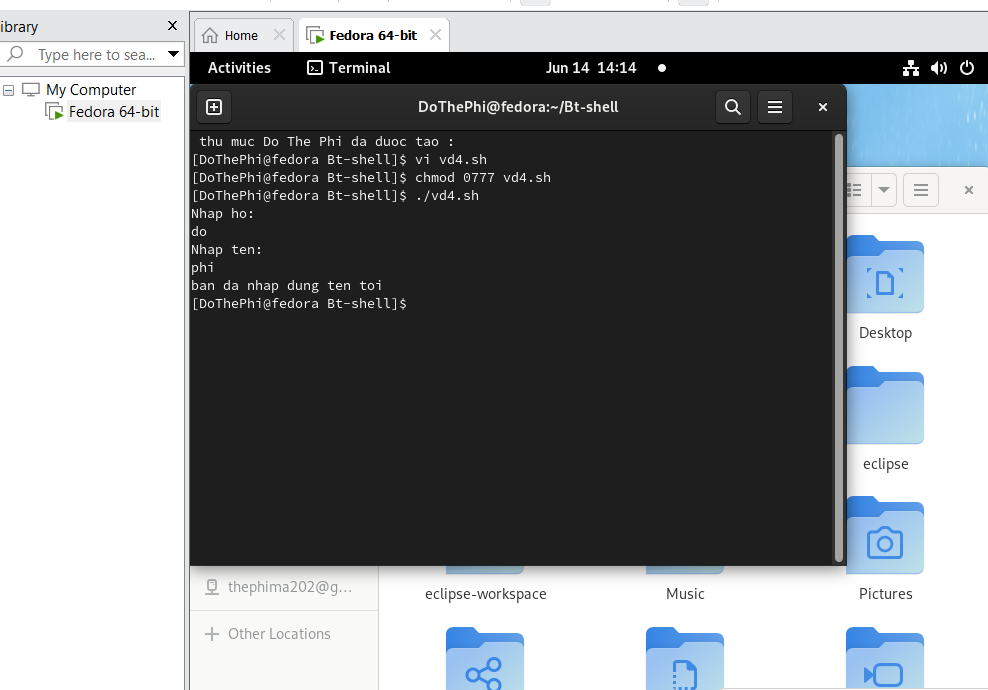 ibrary
Type here to sea...
My Computer
Fedora 64-bit
Home
Fedora 64-bit
Activities
Terminal
Jun 14 14:14
DoThePhi@fedora:~/Bt-shell
thu muc Do The Phi da duoc tao :
[DoThePhi@fedora Bt-shell]$ vi vd4.sh
[DoThePhi@fedora Bt-shell]$ chmod 0777 vd4.sh
[DoThePhi@fedora Bt-shell]$ ./vd4.sh
Nhap ho:
do
Nhap ten:
phi
ban da nhap dung ten toi
[DoThePhi@fedora Bt-shell]$
Desktop
eclipse
thephima202@g...
eclipse-workspace
Music
Pictures
Other Locations